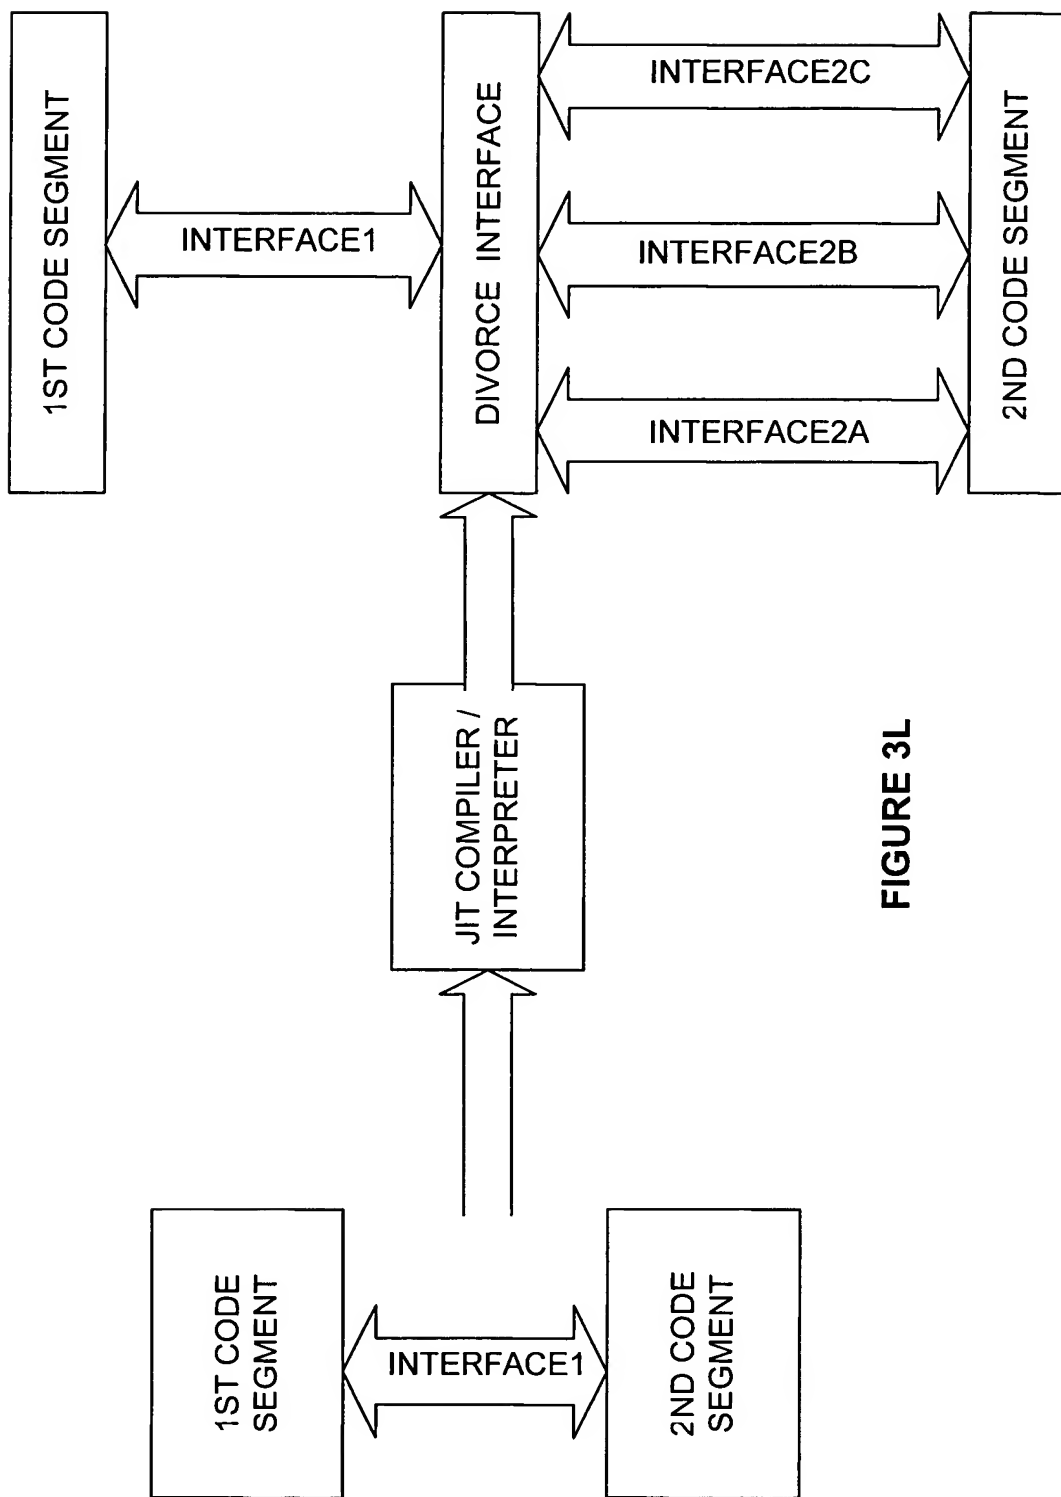 1ST CODE
SEGMENT
INTERFACE1
2ND CODE
SEGMENT
JIT COMPILER /
INTERPRETER
1ST CODE SEGMENT
INTERFACE1
DIVORCE INTERFACE
INTERFACE2A
INTERFACE2B
INTERFACE2C
2ND CODE SEGMENT
FIGURE 3L